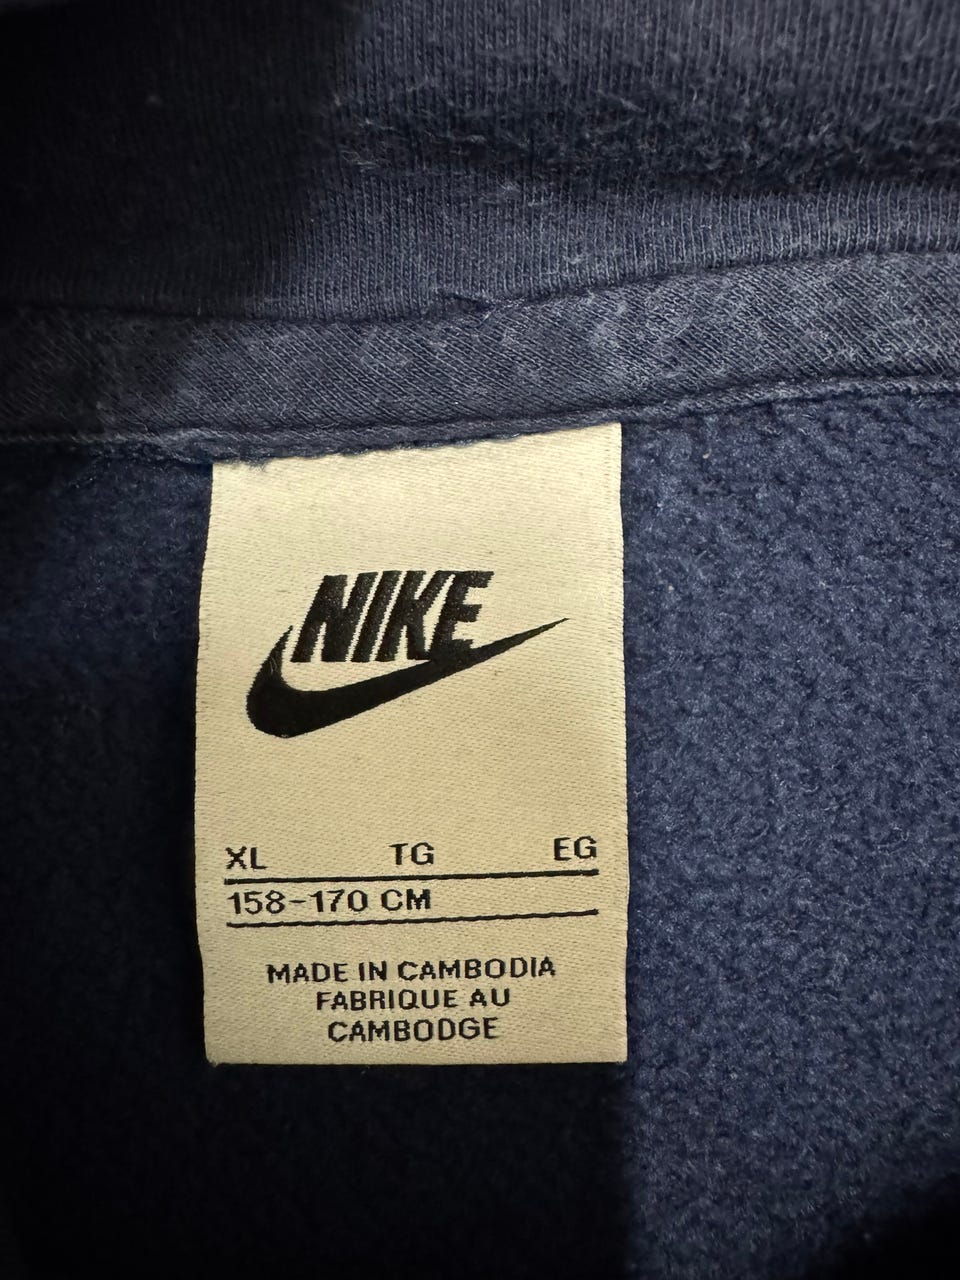 NIKE
XL TG EG
158-170 CM
MADE IN CAMBODIA
FABRIQUE AU
CAMBODGE